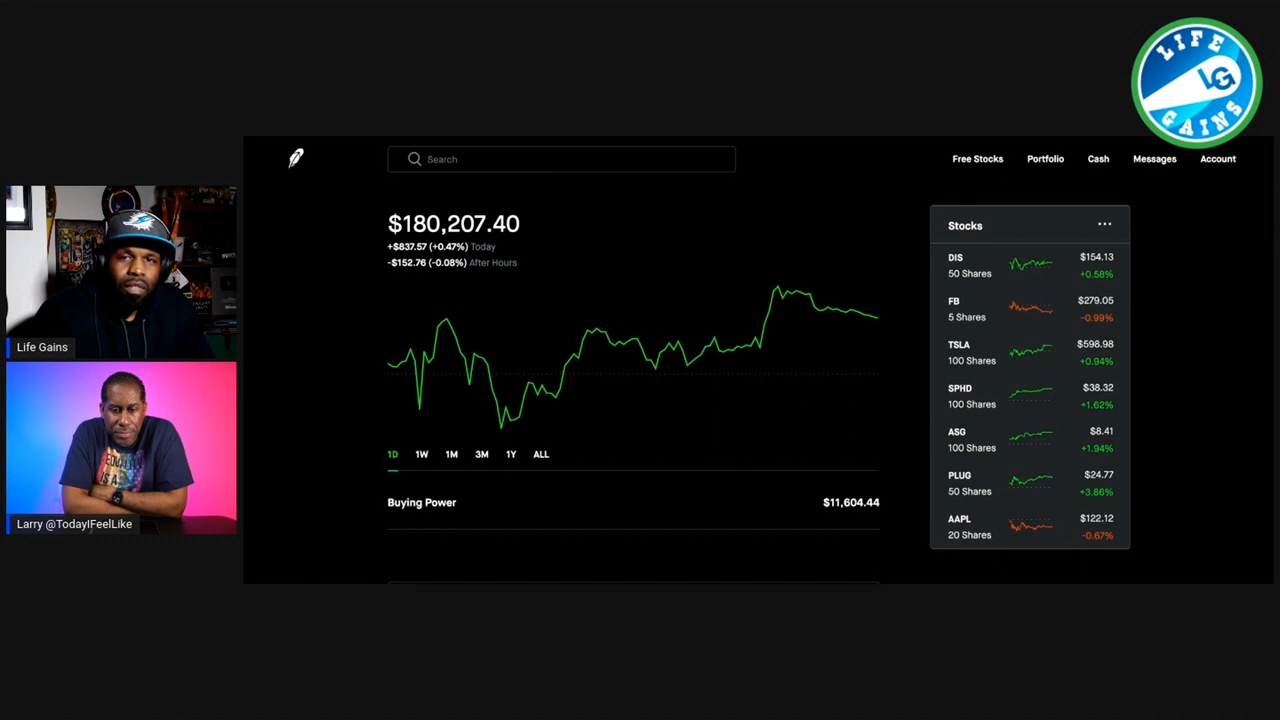 LIFE
LG
GAINS
Search
Free Stocks
Portfolio
Cash
Messages
Account
$180,207.40
+$837.57 (+0.47%) Today
-$152.76 (-0.08%) After Hours
1D 1W 1M 3M 1Y ALL
Buying Power $11,604.44
Stocks
DIS $154.13
50 Shares +0.58%
FB $279.05
5 Shares -0.99%
TSLA $598.98
100 Shares +0.94%
SPHD $38.32
100 Shares +1.62%
ASG $8.41
100 Shares +1.94%
PLUG $24.77
50 Shares +3.86%
AAPL $122.12
20 Shares -0.67%
Life Gains
IS A
Larry @TodayIFeelLike